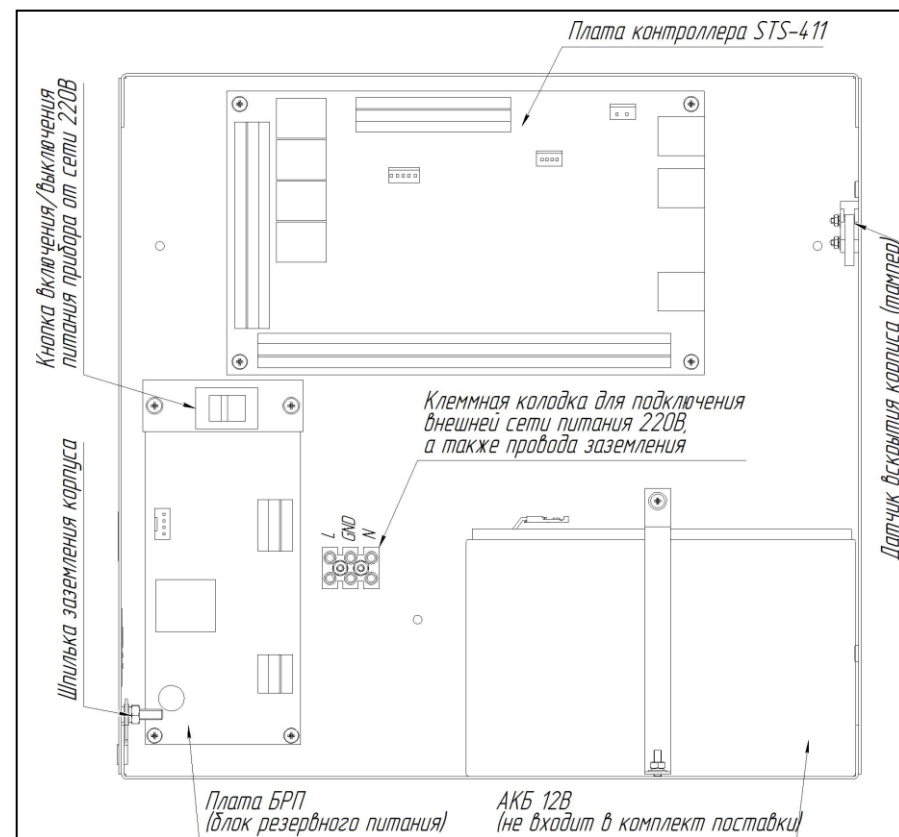 Плата контроллера STS-411
Кнопка включения/выключения
питания прибора от сети 220В
Датчик вскрытия корпуса (тампер)
Клеммная колодка для подключения
внешней сети питания 220В,
а также провода заземления
Шпилька заземления корпуса
L
GND
N
Плата БРП
(блок резервного питания)
АКБ 12В
(не входит в комплект поставки)